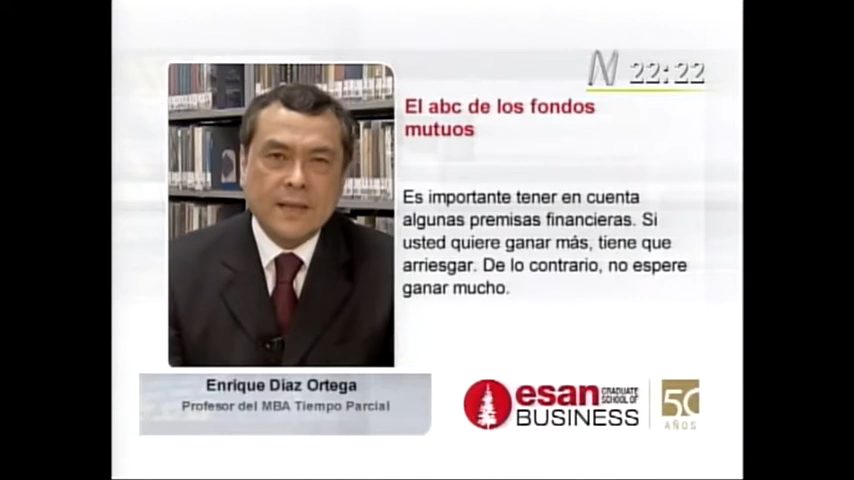 N 22:22
El abc de los fondos
mutuos
Es importante tener en cuenta
algunas premisas financieras. Si
usted quiere ganar más, tiene que
arriesgar. De lo contrario, no espere
ganar mucho.
Enrique Díaz Ortega
Profesor del MBA Tiempo Parcial
esan GRADUATE
SCHOOL OF
BUSINESS
50
AÑOS